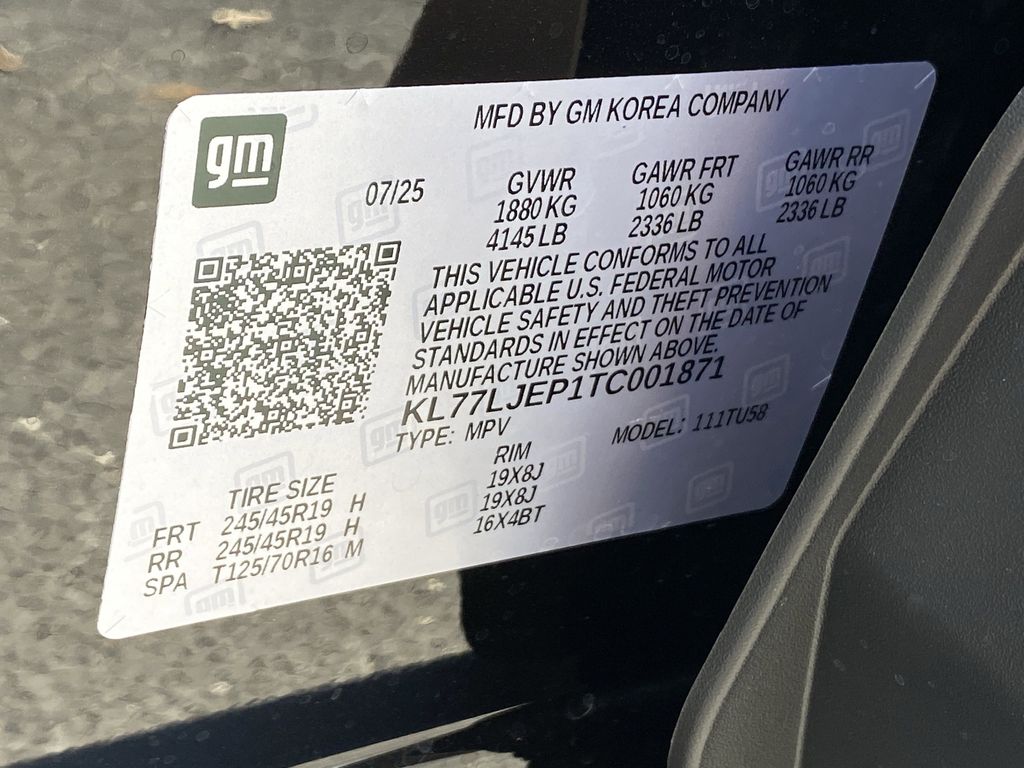 gm
MFD BY GM KOREA COMPANY
07/25
GVWR
1880 KG
4145 LB
GAWR FRT
1060 KG
2336 LB
GAWR RR
1060 KG
2336 LB
THIS VEHICLE CONFORMS TO ALL
APPLICABLE U.S. FEDERAL MOTOR
VEHICLE SAFETY AND THEFT PREVENTION
STANDARDS IN EFFECT ON THE DATE OF
MANUFACTURE SHOWN ABOVE.
KL77LJEP1TC001871
TYPE: MPV MODEL: 111TU58
TIRE SIZE RIM
FRT 245/45R19 H 19X8J
RR 245/45R19 H 19X8J
SPA T125/70R16 M 16X4BT